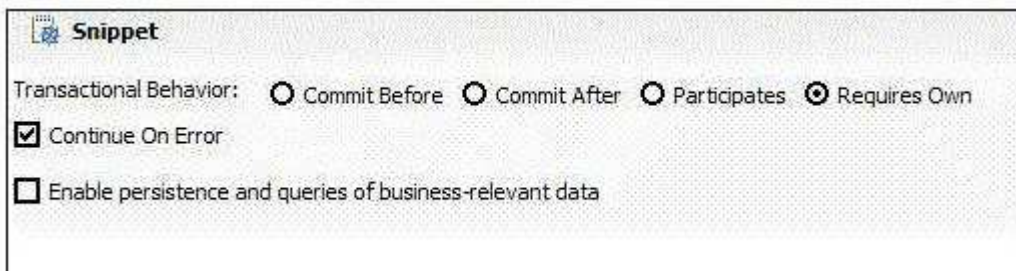 Snippet
Transactional Behavior: Commit Before Commit After Participates Requires Own
Continue On Error
Enable persistence and queries of business-relevant data